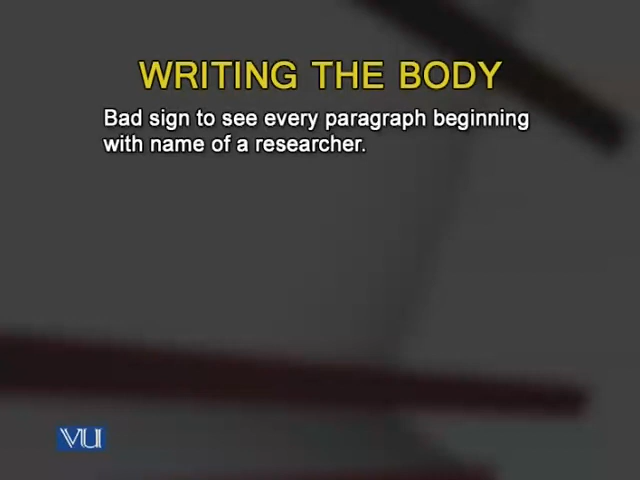 WRITING THE BODY
Bad sign to see every paragraph beginning
with name of a researcher.
VU